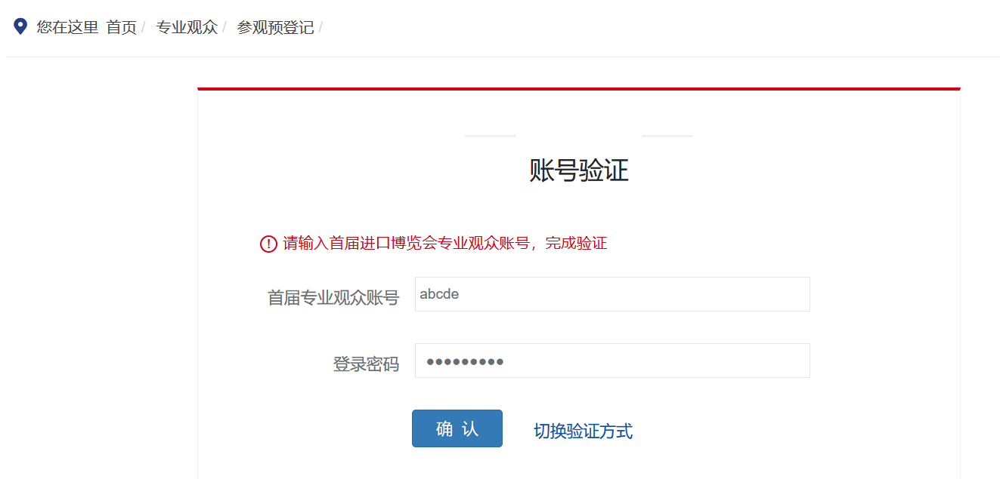 您在这里 首页 / 专业观众 / 参观预登记 /
账号验证
! 请输入首届进口博览会专业观众账号，完成验证
首届专业观众账号 abcde
登录密码 •••••••••
确 认 切换验证方式